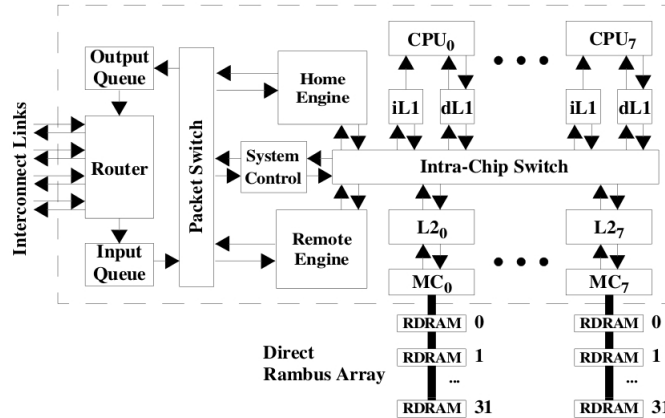 CPU0
CPU7
Output
Queue
Home
Engine
iL1
dL1
iL1
dL1
Interconnect Links
Router
Packet Switch
System
Control
Intra-Chip Switch
Input
Queue
Remote
Engine
L20
L27
MC0
MC7
Direct
Rambus Array
RDRAM 0
RDRAM 1
...
RDRAM 31
RDRAM 0
RDRAM 1
...
RDRAM 31